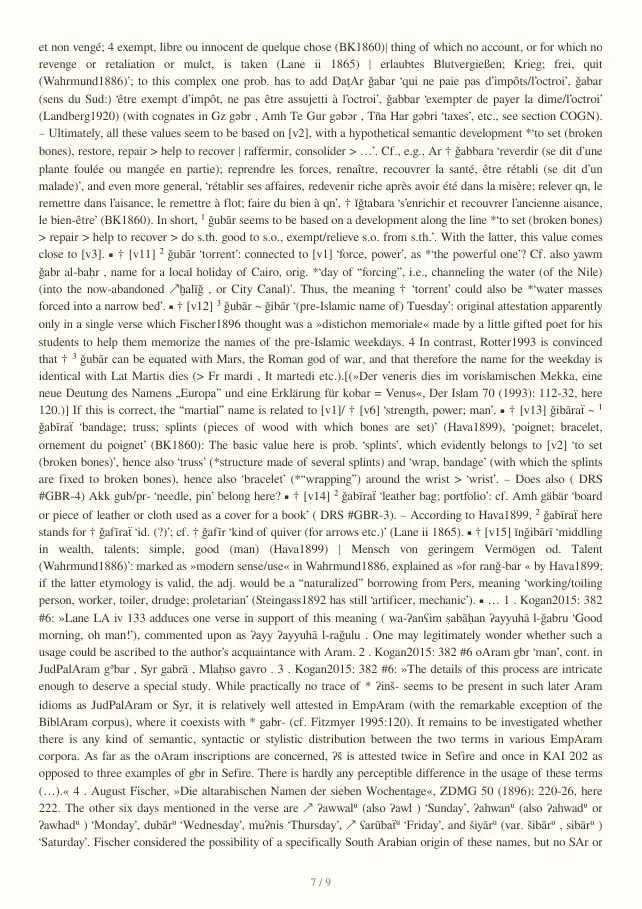 et non vengé; 4 exempt, libre ou innocent de quelque chose (BK1860)| thing of which no account, or for which no
revenge or retaliation or mulct, is taken (Lane ii 1865) | erlaubtes Blutvergießen; Krieg; frei, quit
(Wahrmund1886)’; to this complex one prob. has to add DaṯAr ǧabar ‘qui ne paie pas d’impôts/l’octroi’, ǧabar
(sens du Sud:) ‘être exempt d’impôt, ne pas être assujetti à l’octroi’, ǧabbar ‘exempter de payer la dime/l’octroi’
(Landberg1920) (with cognates in Gz gabr , Amh Te Gur gəbər , Tña Har gəbri ‘taxes’, etc., see section COGN).
– Ultimately, all these values seem to be based on [v2], with a hypothetical semantic development *‘to set (broken
bones), restore, repair > help to recover | raffermir, consolider > …’. Cf., e.g., Ar † ǧabbara ‘reverdir (se dit d’une
plante foulée ou mangée en partie); reprendre les forces, renaître, recouvrer la santé, être rétabli (se dit d’un
malade)’, and even more general, ‘rétablir ses affaires, redevenir riche après avoir été dans la misère; relever qn, le
remettre dans l’aisance, le remettre à flot; faire du bien à qn’, † ĭǧtabara ‘s’enrichir et recouvrer l’ancienne aisance,
le bien-être’ (BK1860). In short, ¹ ǧubār seems to be based on a development along the line *‘to set (broken bones)
> repair > help to recover > do s.th. good to s.o., exempt/relieve s.o. from s.th.’. With the latter, this value comes
close to [v3]. ▪ † [v11] ² ǧubār ‘torrent’: connected to [v1] ‘force, power’, as *‘the powerful one’? Cf. also yawm
ǧabr al-baḥr , name for a local holiday of Cairo, orig. *‘day of “forcing”, i.e., channeling the water (of the Nile)
(into the now-abandoned ↗ḫalīǧ , or City Canal)’. Thus, the meaning † ‘torrent’ could also be *‘water masses
forced into a narrow bed’. ▪ † [v12] ³ ǧubār ~ ǧibār ‘(pre-Islamic name of) Tuesday’: original attestation apparently
only in a single verse which Fischer1896 thought was a »distichon memoriale« made by a little gifted poet for his
students to help them memorize the names of the pre-Islamic weekdays. 4 In contrast, Rotter1993 is convinced
that † ³ ǧubār can be equated with Mars, the Roman god of war, and that therefore the name for the weekday is
identical with Lat Martis dies (> Fr mardi , It martedi etc.).[(»Der veneris dies im vorislamischen Mekka, eine
neue Deutung des Namens „Europa” und eine Erklärung für kobar = Venus«, Der Islam 70 (1993): 112-32, here
120.)] If this is correct, the “martial” name is related to [v1]/ † [v6] ‘strength, power; man’. ▪ † [v13] ǧibāraẗ ~ ¹
ǧabīraẗ ‘bandage; truss; splints (pieces of wood with which bones are set)’ (Hava1899), ‘poignet; bracelet,
ornement du poignet’ (BK1860): The basic value here is prob. ‘splints’, which evidently belongs to [v2] ‘to set
(broken bones)’, hence also ‘truss’ (*structure made of several splints) and ‘wrap, bandage’ (with which the splints
are fixed to broken bones), hence also ‘bracelet’ (*“wrapping”) around the wrist > ‘wrist’. – Does also ( DRS
#GBR-4) Akk gub/pr- ‘needle, pin’ belong here? ▪ † [v14] ² ǧabīraẗ ‘leather bag; portfolio’: cf. Amh gäbär ‘board
or piece of leather or cloth used as a cover for a book’ ( DRS #GBR-3). – According to Hava1899, ² ǧabīraẗ here
stands for † ǧafīraẗ ‘id. (?)’; cf. † ǧafīr ‘kind of quiver (for arrows etc.)’ (Lane ii 1865). ▪ † [v15] ĭnǧibārī ‘middling
in wealth, talents; simple, good (man) (Hava1899) | Mensch von geringem Vermögen od. Talent
(Wahrmund1886)’: marked as »modern sense/use« in Wahrmund1886, explained as »for ranǧ-bar « by Hava1899;
if the latter etymology is valid, the adj. would be a “naturalized” borrowing from Pers, meaning ‘working/toiling
person, worker, toiler, drudge; proletarian’ (Steingass1892 has still ‘artificer, mechanic’). ▪ … 1 . Kogan2015: 382
#6: »Lane LA iv 133 adduces one verse in support of this meaning ( wa-ʔanʕim ṣabāḥan ʔayyuhā l-ǧabru ‘Good
morning, oh man!’), commented upon as ʔayy ʔayyuhā l-raǧulu . One may legitimately wonder whether such a
usage could be ascribed to the author’s acquaintance with Aram. 2 . Kogan2015: 382 #6 oAram gbr ‘man’, cont. in
JudPalAram gᵊbar , Syr gabrā , Mlaḥso gavro . 3 . Kogan2015: 382 #6: »The details of this process are intricate
enough to deserve a special study. While practically no trace of * ʔinš- seems to be present in such later Aram
idioms as JudPalAram or Syr, it is relatively well attested in EmpAram (with the remarkable exception of the
BiblAram corpus), where it coexists with * gabr- (cf. Fitzmyer 1995:120). It remains to be investigated whether
there is any kind of semantic, syntactic or stylistic distribution between the two terms in various EmpAram
corpora. As far as the oAram inscriptions are concerned, ʔš is attested twice in Sefire and once in KAI 202 as
opposed to three examples of gbr in Sefire. There is hardly any perceptible difference in the usage of these terms
(…).« 4 . August Fischer, »Die altarabischen Namen der sieben Wochentage«, ZDMG 50 (1896): 220-26, here
222. The other six days mentioned in the verse are ↗ ʔawwalᵘ (also ʔawl ) ‘Sunday’, ʔahwanᵘ (also ʔahwadᵘ or
ʔawhadᵘ ) ‘Monday’, dubārᵘ ‘Wednesday’, muʔnis ‘Thursday’, ↗ ʕarūbaẗᵘ ‘Friday’, and šiyārᵘ (var. šibārᵘ , sibārᵘ )
‘Saturday’. Fischer considered the possibility of a specifically South Arabian origin of these names, but no SAr or
7 / 9